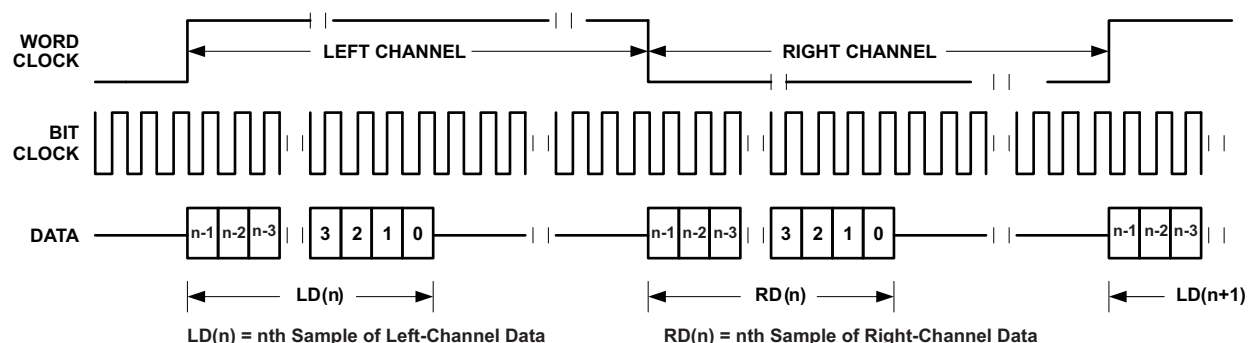 WORD CLOCK
LEFT CHANNEL
RIGHT CHANNEL
BIT CLOCK
DATA
n-1 n-2 n-3 3 2 1 0
n-1 n-2 n-3 3 2 1 0
n-1 n-2 n-3
LD(n)
RD(n)
LD(n+1)
LD(n) = nth Sample of Left-Channel Data
RD(n) = nth Sample of Right-Channel Data